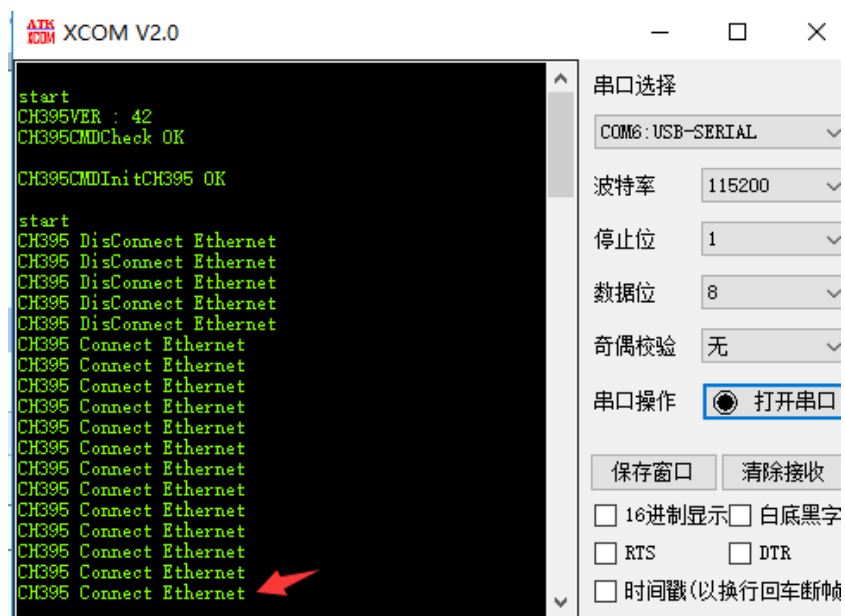 ATK
XCOM
XCOM V2.0
start
CH395VER : 42
CH395CMDCheck OK
CH395CMDInitCH395 OK
start
CH395 DisConnect Ethernet
CH395 DisConnect Ethernet
CH395 DisConnect Ethernet
CH395 DisConnect Ethernet
CH395 DisConnect Ethernet
CH395 Connect Ethernet
CH395 Connect Ethernet
CH395 Connect Ethernet
CH395 Connect Ethernet
CH395 Connect Ethernet
CH395 Connect Ethernet
CH395 Connect Ethernet
CH395 Connect Ethernet
CH395 Connect Ethernet
CH395 Connect Ethernet
CH395 Connect Ethernet
CH395 Connect Ethernet
CH395 Connect Ethernet
串口选择
COM6:USB-SERIAL
波特率 115200
停止位 1
数据位 8
奇偶校验 无
串口操作 打开串口
保存窗口 清除接收
16进制显示 白底黑字
RTS DTR
时间戳(以换行回车断帧